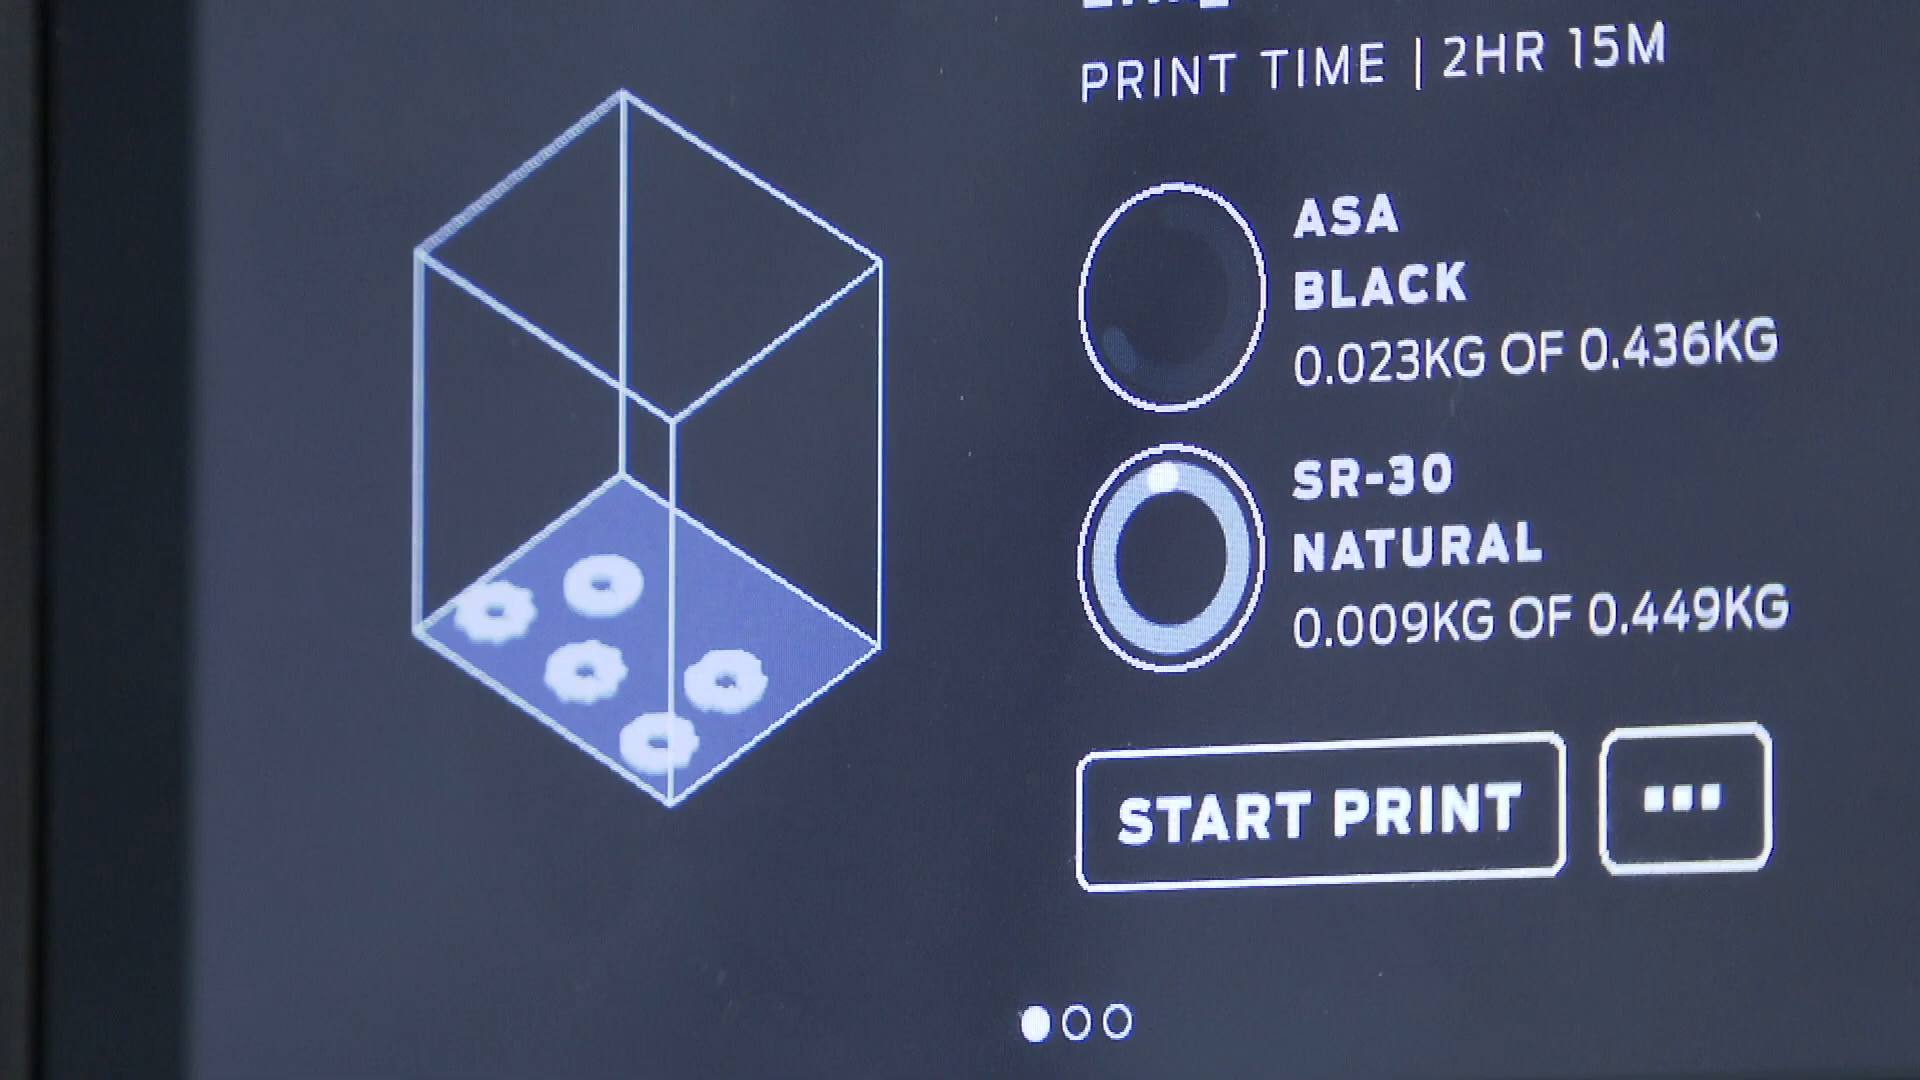 PRINT TIME | 2HR 15M
ASA
BLACK
0.023KG OF 0.436KG
SR-30
NATURAL
0.009KG OF 0.449KG
START PRINT